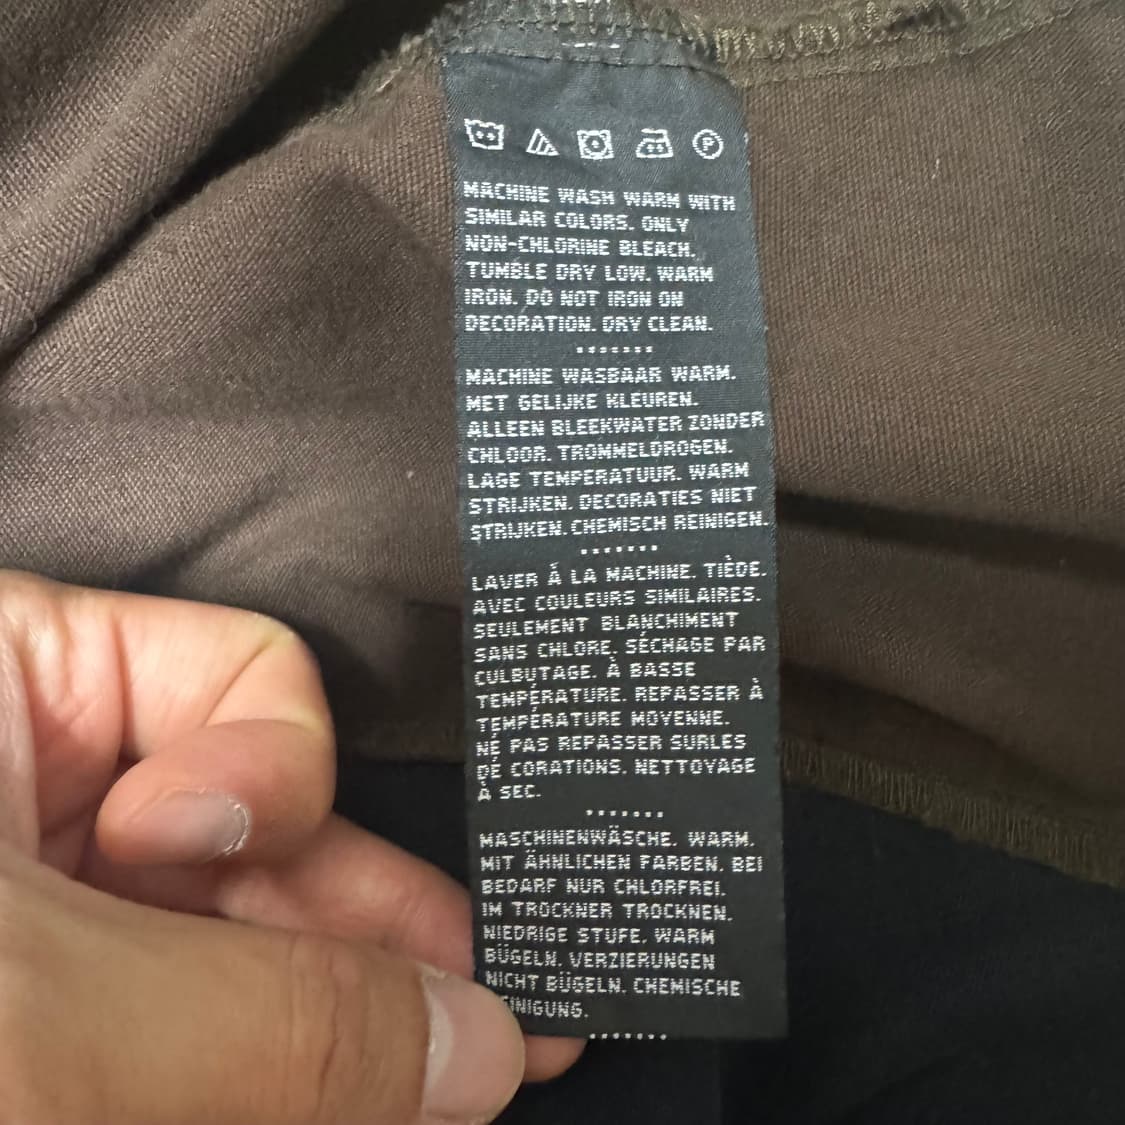 P
MACHINE WASH WARM WITH
SIMILAR COLORS. ONLY
NON-CHLORINE BLEACH.
TUMBLE DRY LOW. WARM
IRON. DO NOT IRON ON
DECORATION. DRY CLEAN.
MACHINE WASBAAR WARM.
MET GELIJKE KLEUREN.
ALLEEN BLEEKWATER ZONDER
CHLOOR. TROMMELDROGEN.
LAGE TEMPERATUUR. WARM
STRIJKEN. DECORATIES NIET
STRIJKEN. CHEMISCH REINIGEN.
LAVER À LA MACHINE. TIÈDE.
AVEC COULEURS SIMILAIRES.
SEULEMENT BLANCHIMENT
SANS CHLORE. SÉCHAGE PAR
CULBUTAGE. À BASSE
TEMPÉRATURE. REPASSER À
TEMPÉRATURE MOYENNE.
NE PAS REPASSER SURLES
DÉ CORATIONS. NETTOYAGE
À SEC.
MASCHINENWÄSCHE. WARM.
MIT ÄHNLICHEN FARBEN. BEI
BEDARF NUR CHLORFREI.
IM TROCKNER TROCKNEN.
NIEDRIGE STUFE. WARM
BÜGELN. VERZIERUNGEN
NICHT BÜGELN. CHEMISCHE